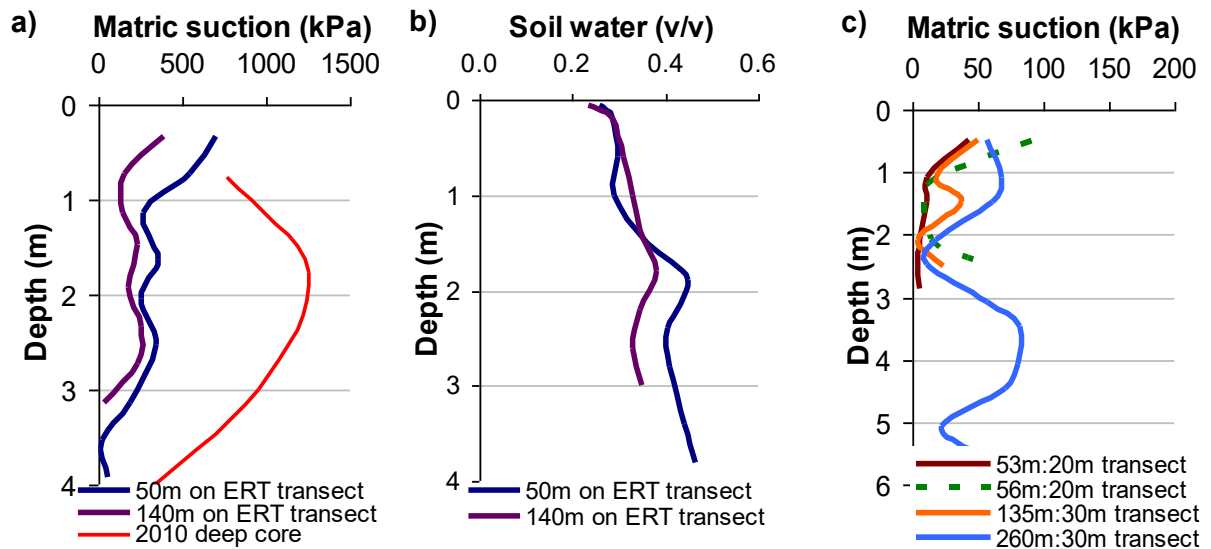 a)
Matric suction (kPa)
0 500 1000 1500
0
1
2
3
4
Depth (m)
50m on ERT transect
140m on ERT transect
2010 deep core
b)
Soil water (v/v)
0.0 0.2 0.4 0.6
0
1
2
3
4
Depth (m)
50m on ERT transect
140m on ERT transect
c)
Matric suction (kPa)
0 50 100 150 200
0
1
2
3
4
5
6
Depth (m)
53m:20m transect
56m:20m transect
135m:30m transect
260m:30m transect